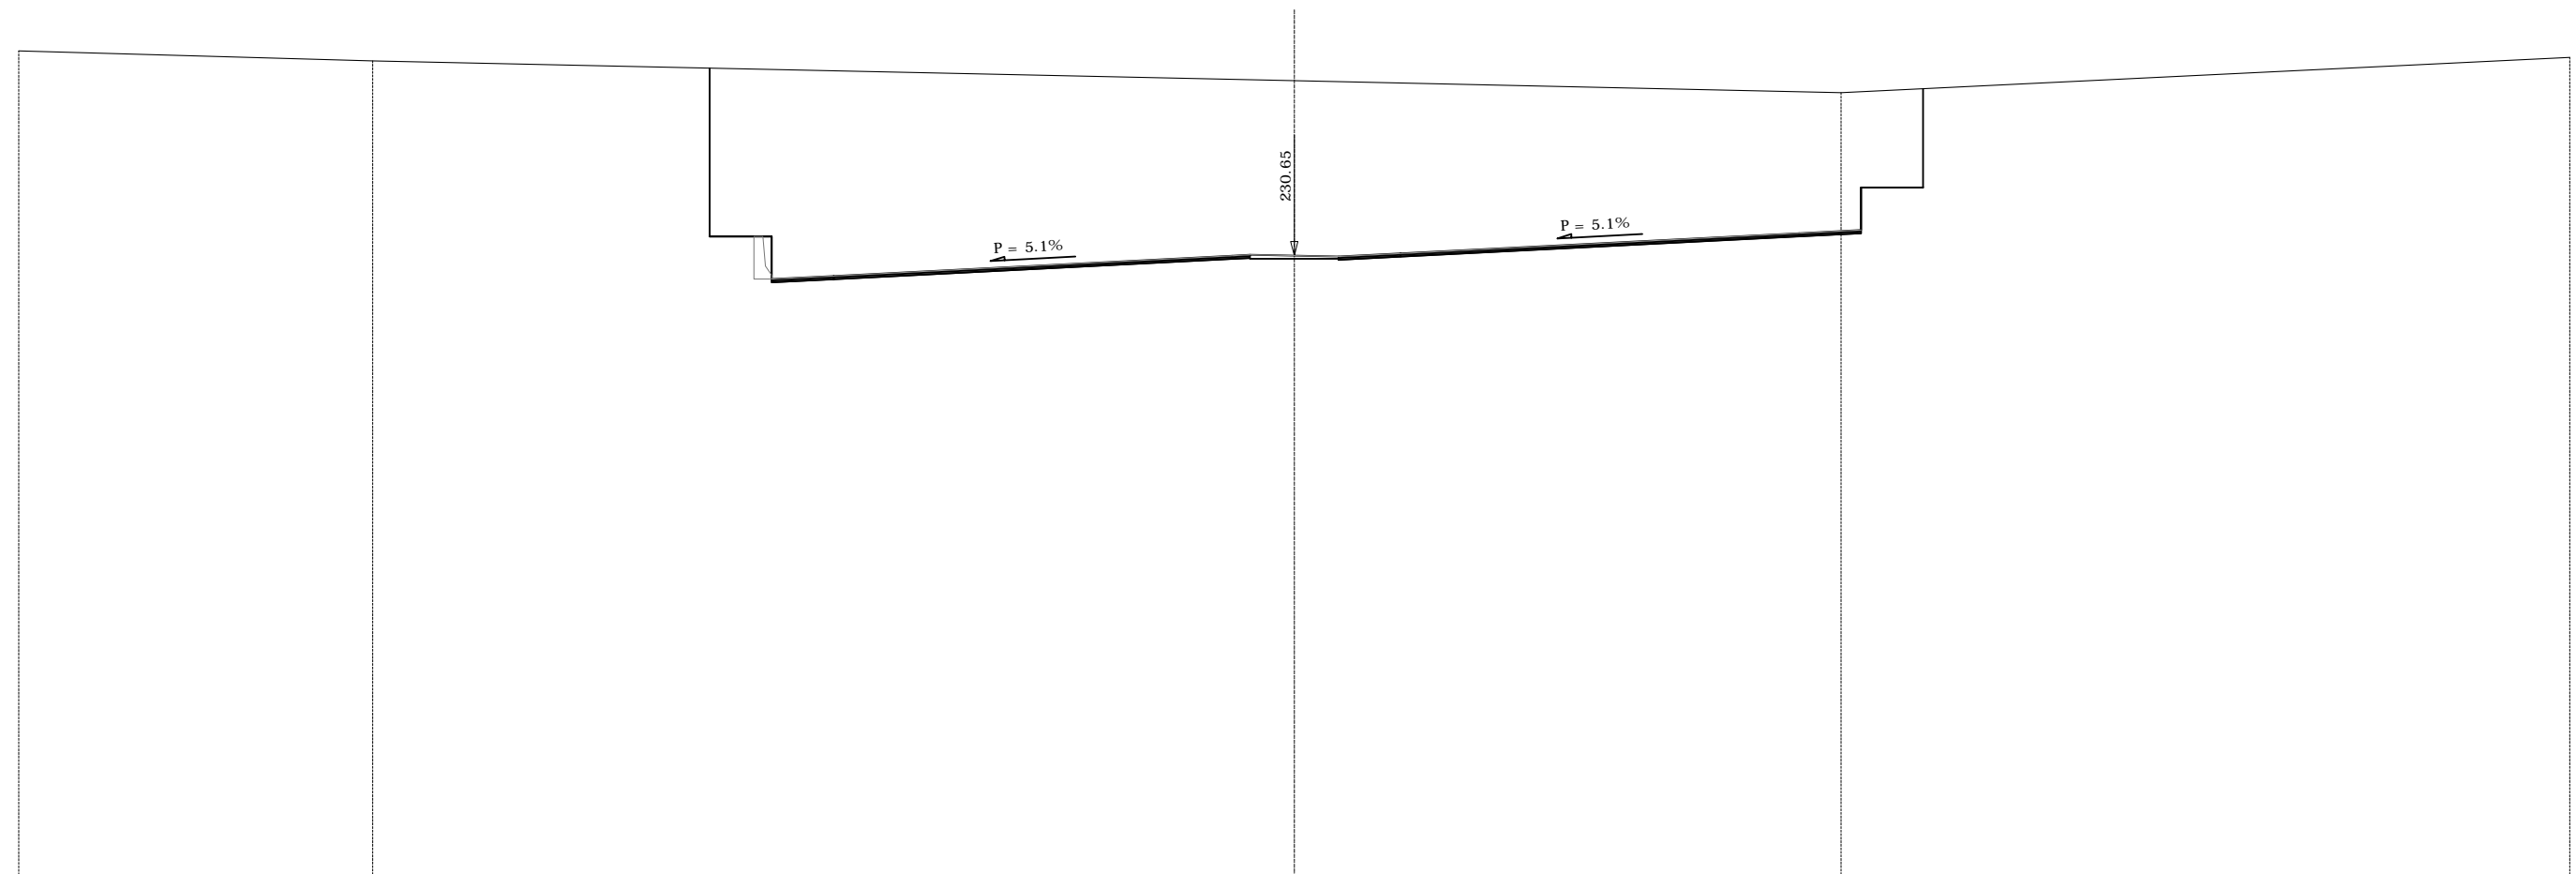 230.65
P = 5.1%
P = 5.1%